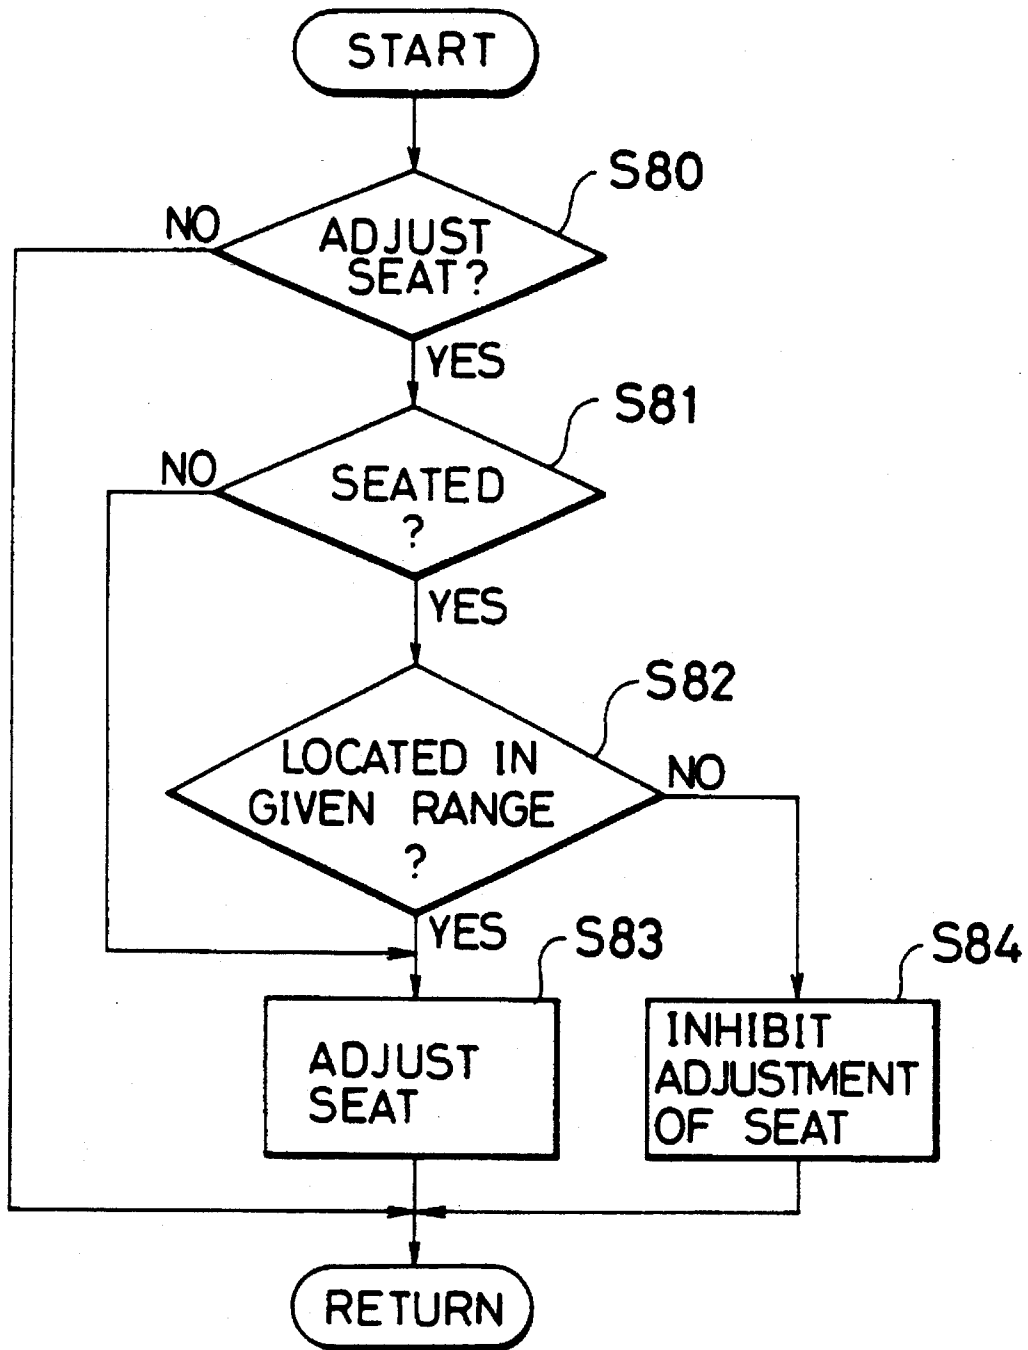 START
S80
NO
ADJUST
SEAT?
YES
S81
NO
SEATED
?
YES
S82
LOCATED IN
GIVEN RANGE
?
NO
YES
S83
S84
ADJUST
SEAT
INHIBIT
ADJUSTMENT
OF SEAT
RETURN